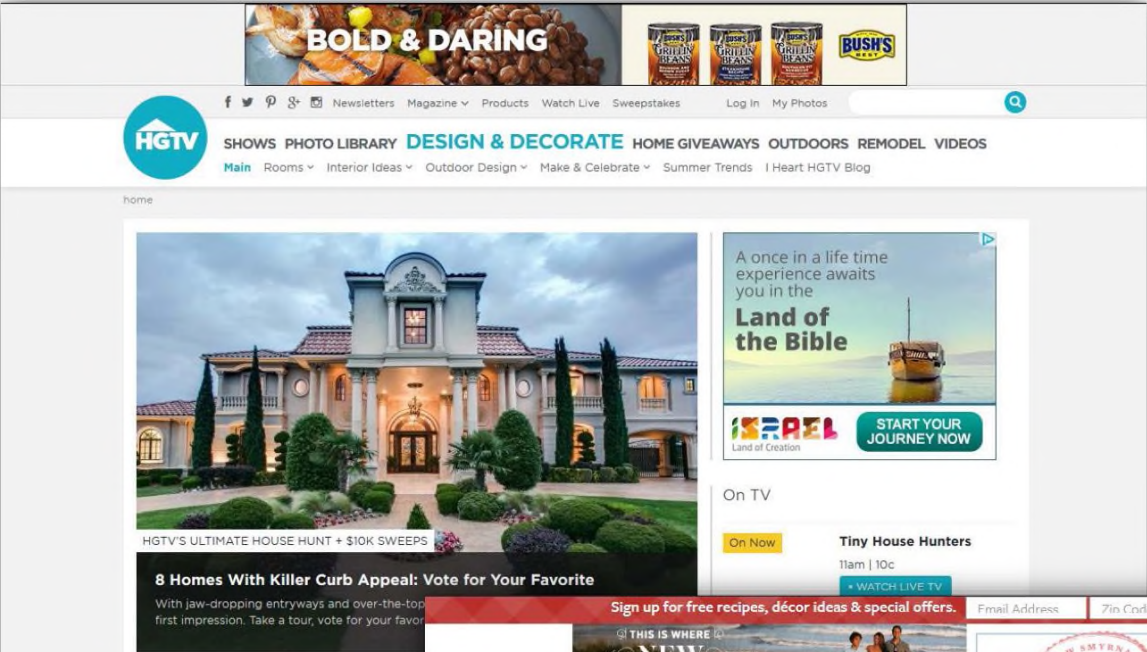 BOLD & DARING
BUSH'S
GRILLIN
BEANS
BUSH'S
GRILLIN
BEANS
BUSH'S
GRILLIN
BEANS
BUSH'S
BEST
Newsletters Magazine Products Watch Live Sweepstakes Log In My Photos
HGTV
SHOWS PHOTO LIBRARY DESIGN & DECORATE HOME GIVEAWAYS OUTDOORS REMODEL VIDEOS
Main Rooms Interior Ideas Outdoor Design Make & Celebrate Summer Trends I Heart HGTV Blog
home
A once in a life time
experience awaits
you in the
Land of
the Bible
ISRAEL
Land of Creation
START YOUR
JOURNEY NOW
On TV
On Now
Tiny House Hunters
11am | 10c
• WATCH LIVE TV
HGTV'S ULTIMATE HOUSE HUNT + $10K SWEEPS
8 Homes With Killer Curb Appeal: Vote for Your Favorite
With jaw-dropping entryways and over-the-top
first impression. Take a tour, vote for your favor
Sign up for free recipes, décor ideas & special offers. Email Address Zip Cod
THIS IS WHERE
NEW
SMYRNA